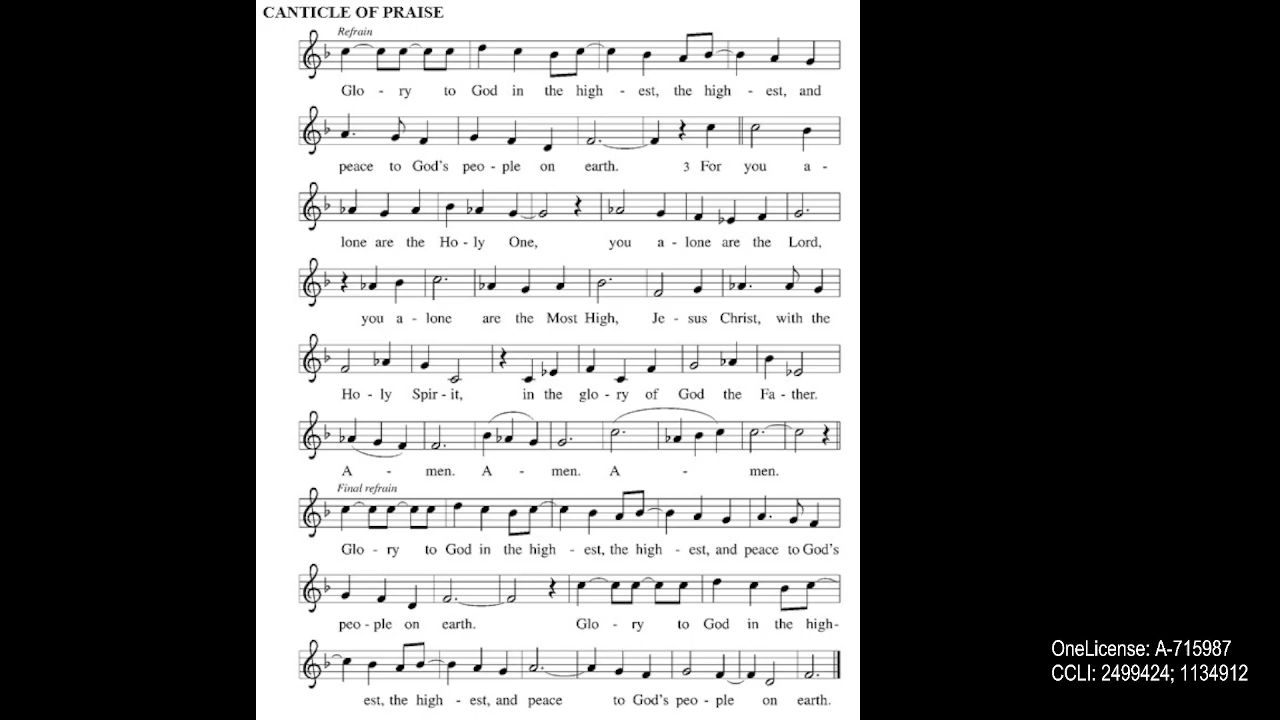 CANTICLE OF PRAISE
Refrain
Glo - ry to God in the high - est, the high - est, and
peace to God's peo - ple on earth. 3 For you a -
lone are the Ho - ly One, you a - lone are the Lord,
you a - lone are the Most High, Je - sus Christ, with the
Ho - ly Spir - it, in the glo - ry of God the Fa - ther.
A - men. A - men. A - men.
Final refrain
Glo - ry to God in the high - est, the high - est, and peace to God's
peo - ple on earth. Glo - ry to God in the high-
est, the high - est, and peace to God's peo - ple on earth.
OneLicense: A-715987
CCLI: 2499424; 1134912